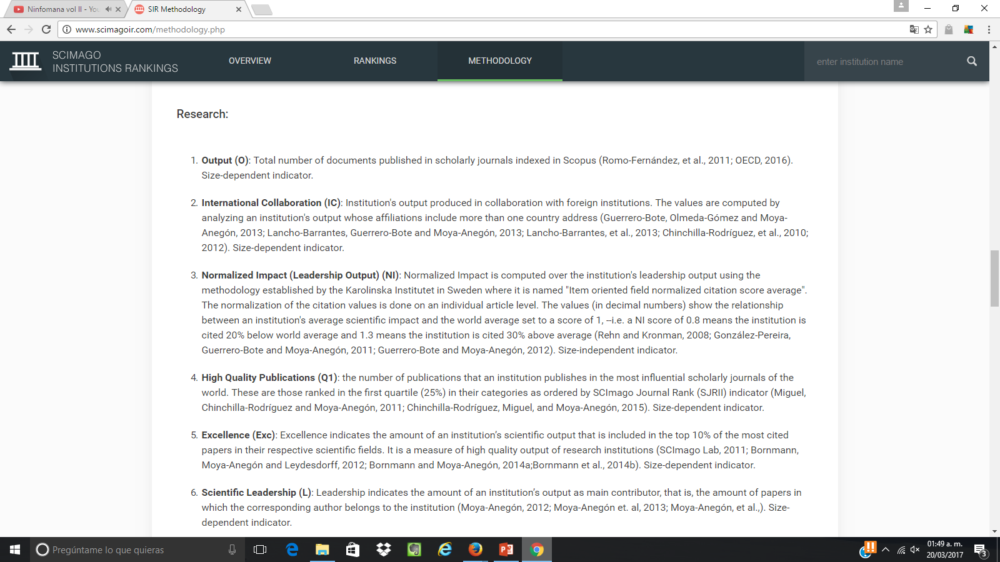 Ninfomana vol II - You
SIR Methodology
www.scimagoir.com/methodology.php
SCIMAGO
INSTITUTIONS RANKINGS
OVERVIEW
RANKINGS
METHODOLOGY
enter institution name
Research:
1. Output (O): Total number of documents published in scholarly journals indexed in Scopus (Romo-Fernández, et al., 2011; OECD, 2016).
Size-dependent indicator.
2. International Collaboration (IC): Institution's output produced in collaboration with foreign institutions. The values are computed by
analyzing an institution's output whose affiliations include more than one country address (Guerrero-Bote, Olmeda-Gómez and Moya-
Anegón, 2013; Lancho-Barrantes, Guerrero-Bote and Moya-Anegón, 2013; Lancho-Barrantes, et al., 2013; Chinchilla-Rodríguez, et al., 2010;
2012). Size-dependent indicator.
3. Normalized Impact (Leadership Output) (NI): Normalized Impact is computed over the institution's leadership output using the
methodology established by the Karolinska Institutet in Sweden where it is named "Item oriented field normalized citation score average".
The normalization of the citation values is done on an individual article level. The values (in decimal numbers) show the relationship
between an institution's average scientific impact and the world average set to a score of 1, --i.e. a NI score of 0.8 means the institution is
cited 20% below world average and 1.3 means the institution is cited 30% above average (Rehn and Kronman, 2008; González-Pereira,
Guerrero-Bote and Moya-Anegón, 2011; Guerrero-Bote and Moya-Anegón, 2012). Size-independent indicator.
4. High Quality Publications (Q1): the number of publications that an institution publishes in the most influential scholarly journals of the
world. These are those ranked in the first quartile (25%) in their categories as ordered by SCImago Journal Rank (SJRII) indicator (Miguel,
Chinchilla-Rodríguez and Moya-Anegón, 2011; Chinchilla-Rodríguez, Miguel, and Moya-Anegón, 2015). Size-dependent indicator.
5. Excellence (Exc): Excellence indicates the amount of an institution’s scientific output that is included in the top 10% of the most cited
papers in their respective scientific fields. It is a measure of high quality output of research institutions (SCImago Lab, 2011; Bornmann,
Moya-Anegón and Leydesdorff, 2012; Bornmann and Moya-Anegón, 2014a;Bornmann et al., 2014b). Size-dependent indicator.
6. Scientific Leadership (L): Leadership indicates the amount of an institution’s output as main contributor, that is, the amount of papers in
which the corresponding author belongs to the institution (Moya-Anegón, 2012; Moya-Anegón et. al, 2013; Moya-Anegón, et al.,). Size-
dependent indicator.
Pregúntame lo que quieras
01:49 a. m.
20/03/2017
3